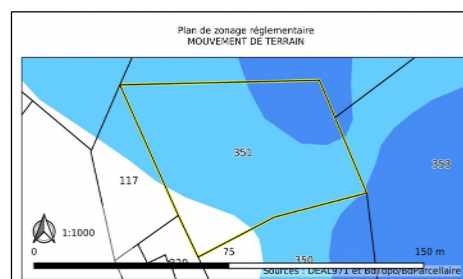 Plan de zonage réglementaire
MOUVEMENT DE TERRAIN
351
353
117
1:1000
0 75 150 m
350
Sources : DEAL971 et BdTopo/BdParcellaire